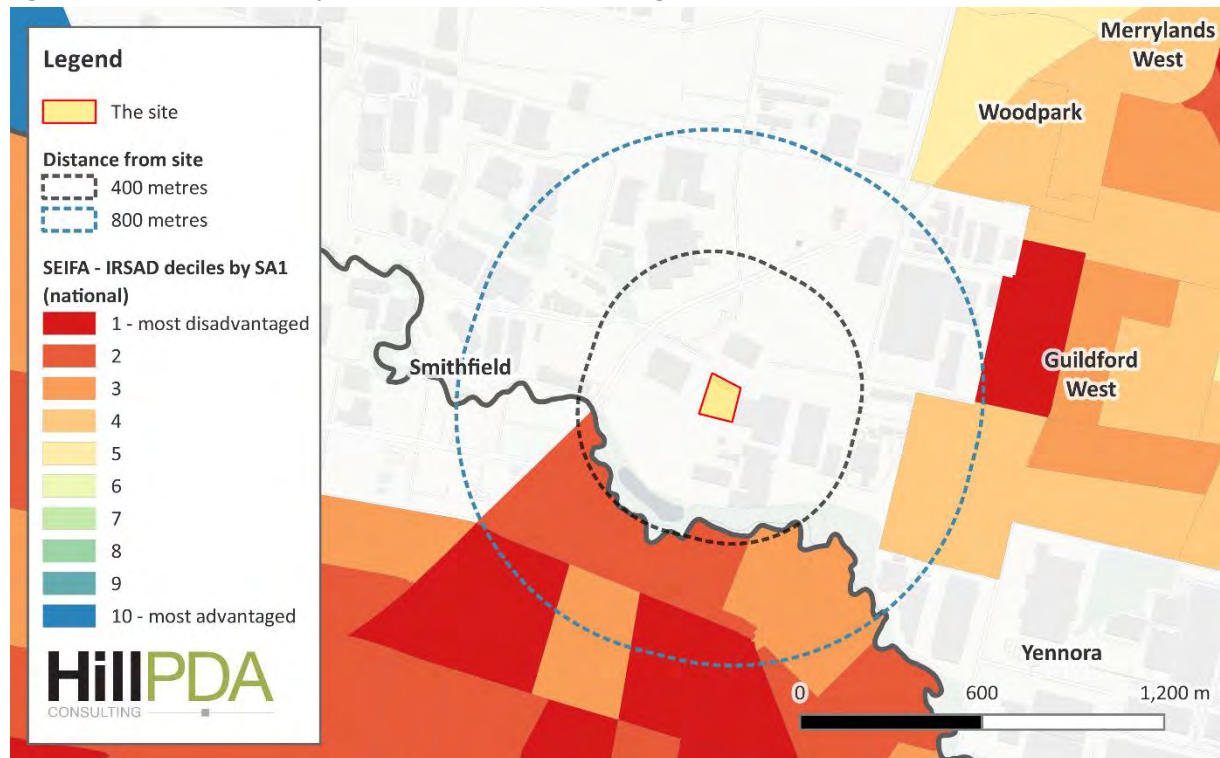 Legend
The site
Distance from site
400 metres
800 metres
SEIFA - IRSAD deciles by SA1
(national)
1 - most disadvantaged
2
3
4
5
6
7
8
9
10 - most advantaged
HillPDA
CONSULTING
Merrylands
West
Woodpark
Smithfield
Guildford
West
Yennora
0 600 1,200 m